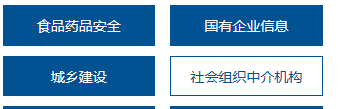 食品药品安全
国有企业信息
城乡建设
社会组织中介机构